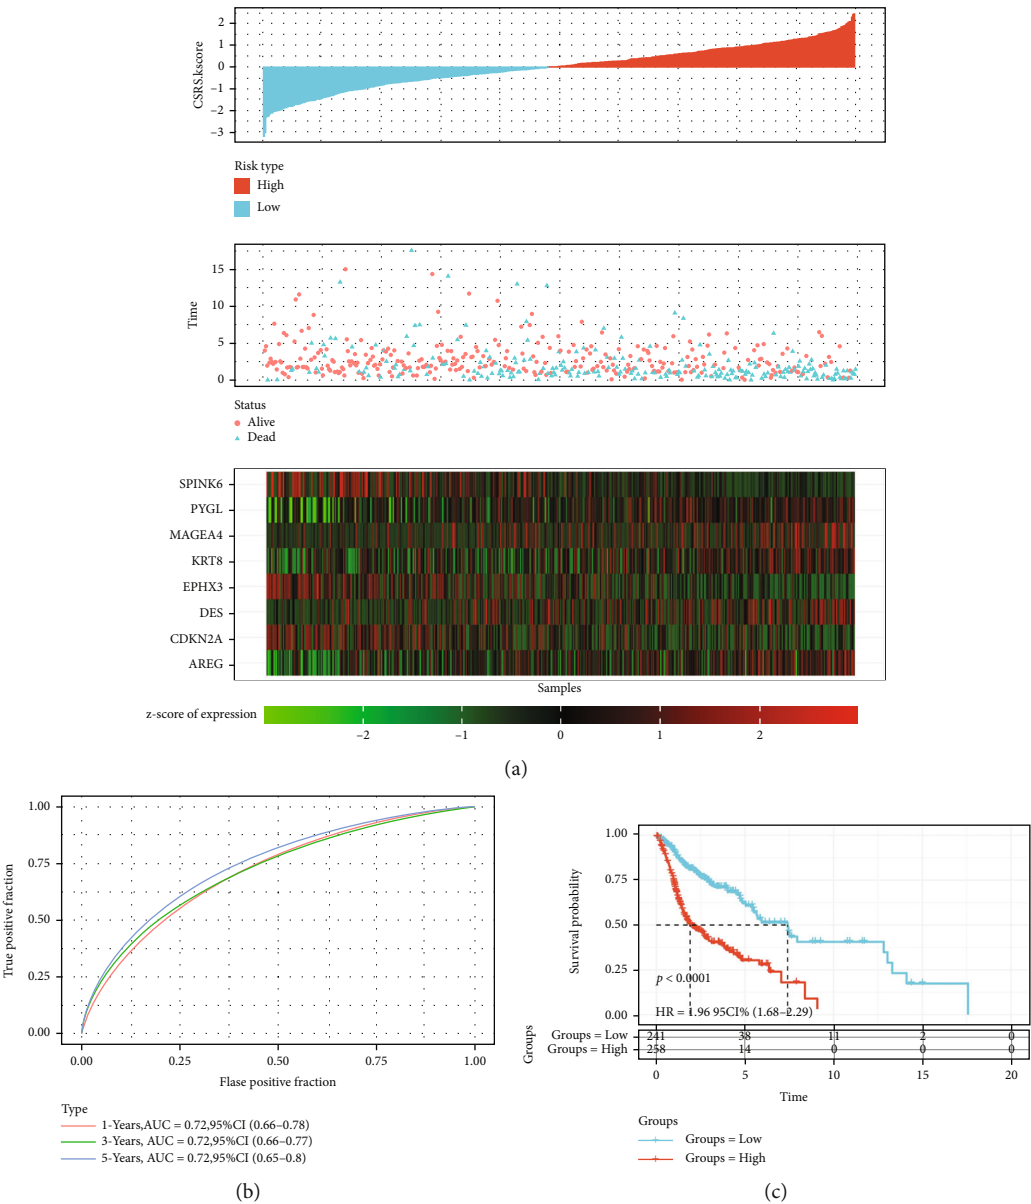 2
1
0
–1
–2
–3
CSRS.kscore
Risk type
High
Low
15
10
5
0
Time
Status
Alive
Dead
SPINK6
PYGL
MAGEA4
KRT8
EPHX3
DES
CDKN2A
AREG
Samples
z-score of expression
–2 –1 0 1 2
(a)
1.00
0.75
0.50
0.25
0.00
True positive fraction
0.00 0.25 0.50 0.75 1.00
Flase positive fraction
Type
1-Years,AUC = 0.72,95%CI (0.66–0.78)
3-Years, AUC = 0.72,95%CI (0.66–0.77)
5-Years, AUC = 0.72,95%CI (0.65–0.8)
(b)
1.00
0.75
0.50
0.25
0.00
Survival probability
p < 0.0001
HR = 1.96 95CI% (1.68–2.29)
Groups
Groups = Low 241 38 11 2 0
Groups = High 258 14 0 0 0
0 5 10 15 20
Time
Groups
Groups = Low
Groups = High
(c)